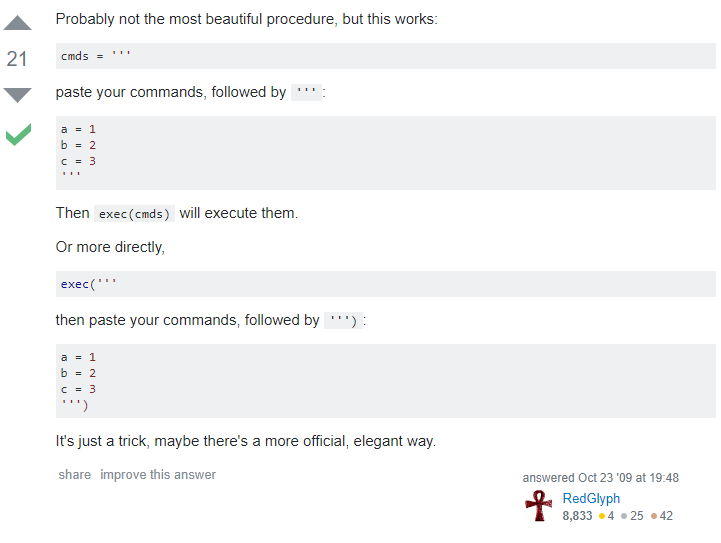 Probably not the most beautiful procedure, but this works:
21
cmds = '''
paste your commands, followed by ''' :
a = 1
b = 2
c = 3
'''
Then exec(cmds) will execute them.
Or more directly,
exec('''
then paste your commands, followed by ''') :
a = 1
b = 2
c = 3
''')
It's just a trick, maybe there's a more official, elegant way.
share improve this answer
answered Oct 23 '09 at 19:48
RedGlyph
8,833 4 25 42